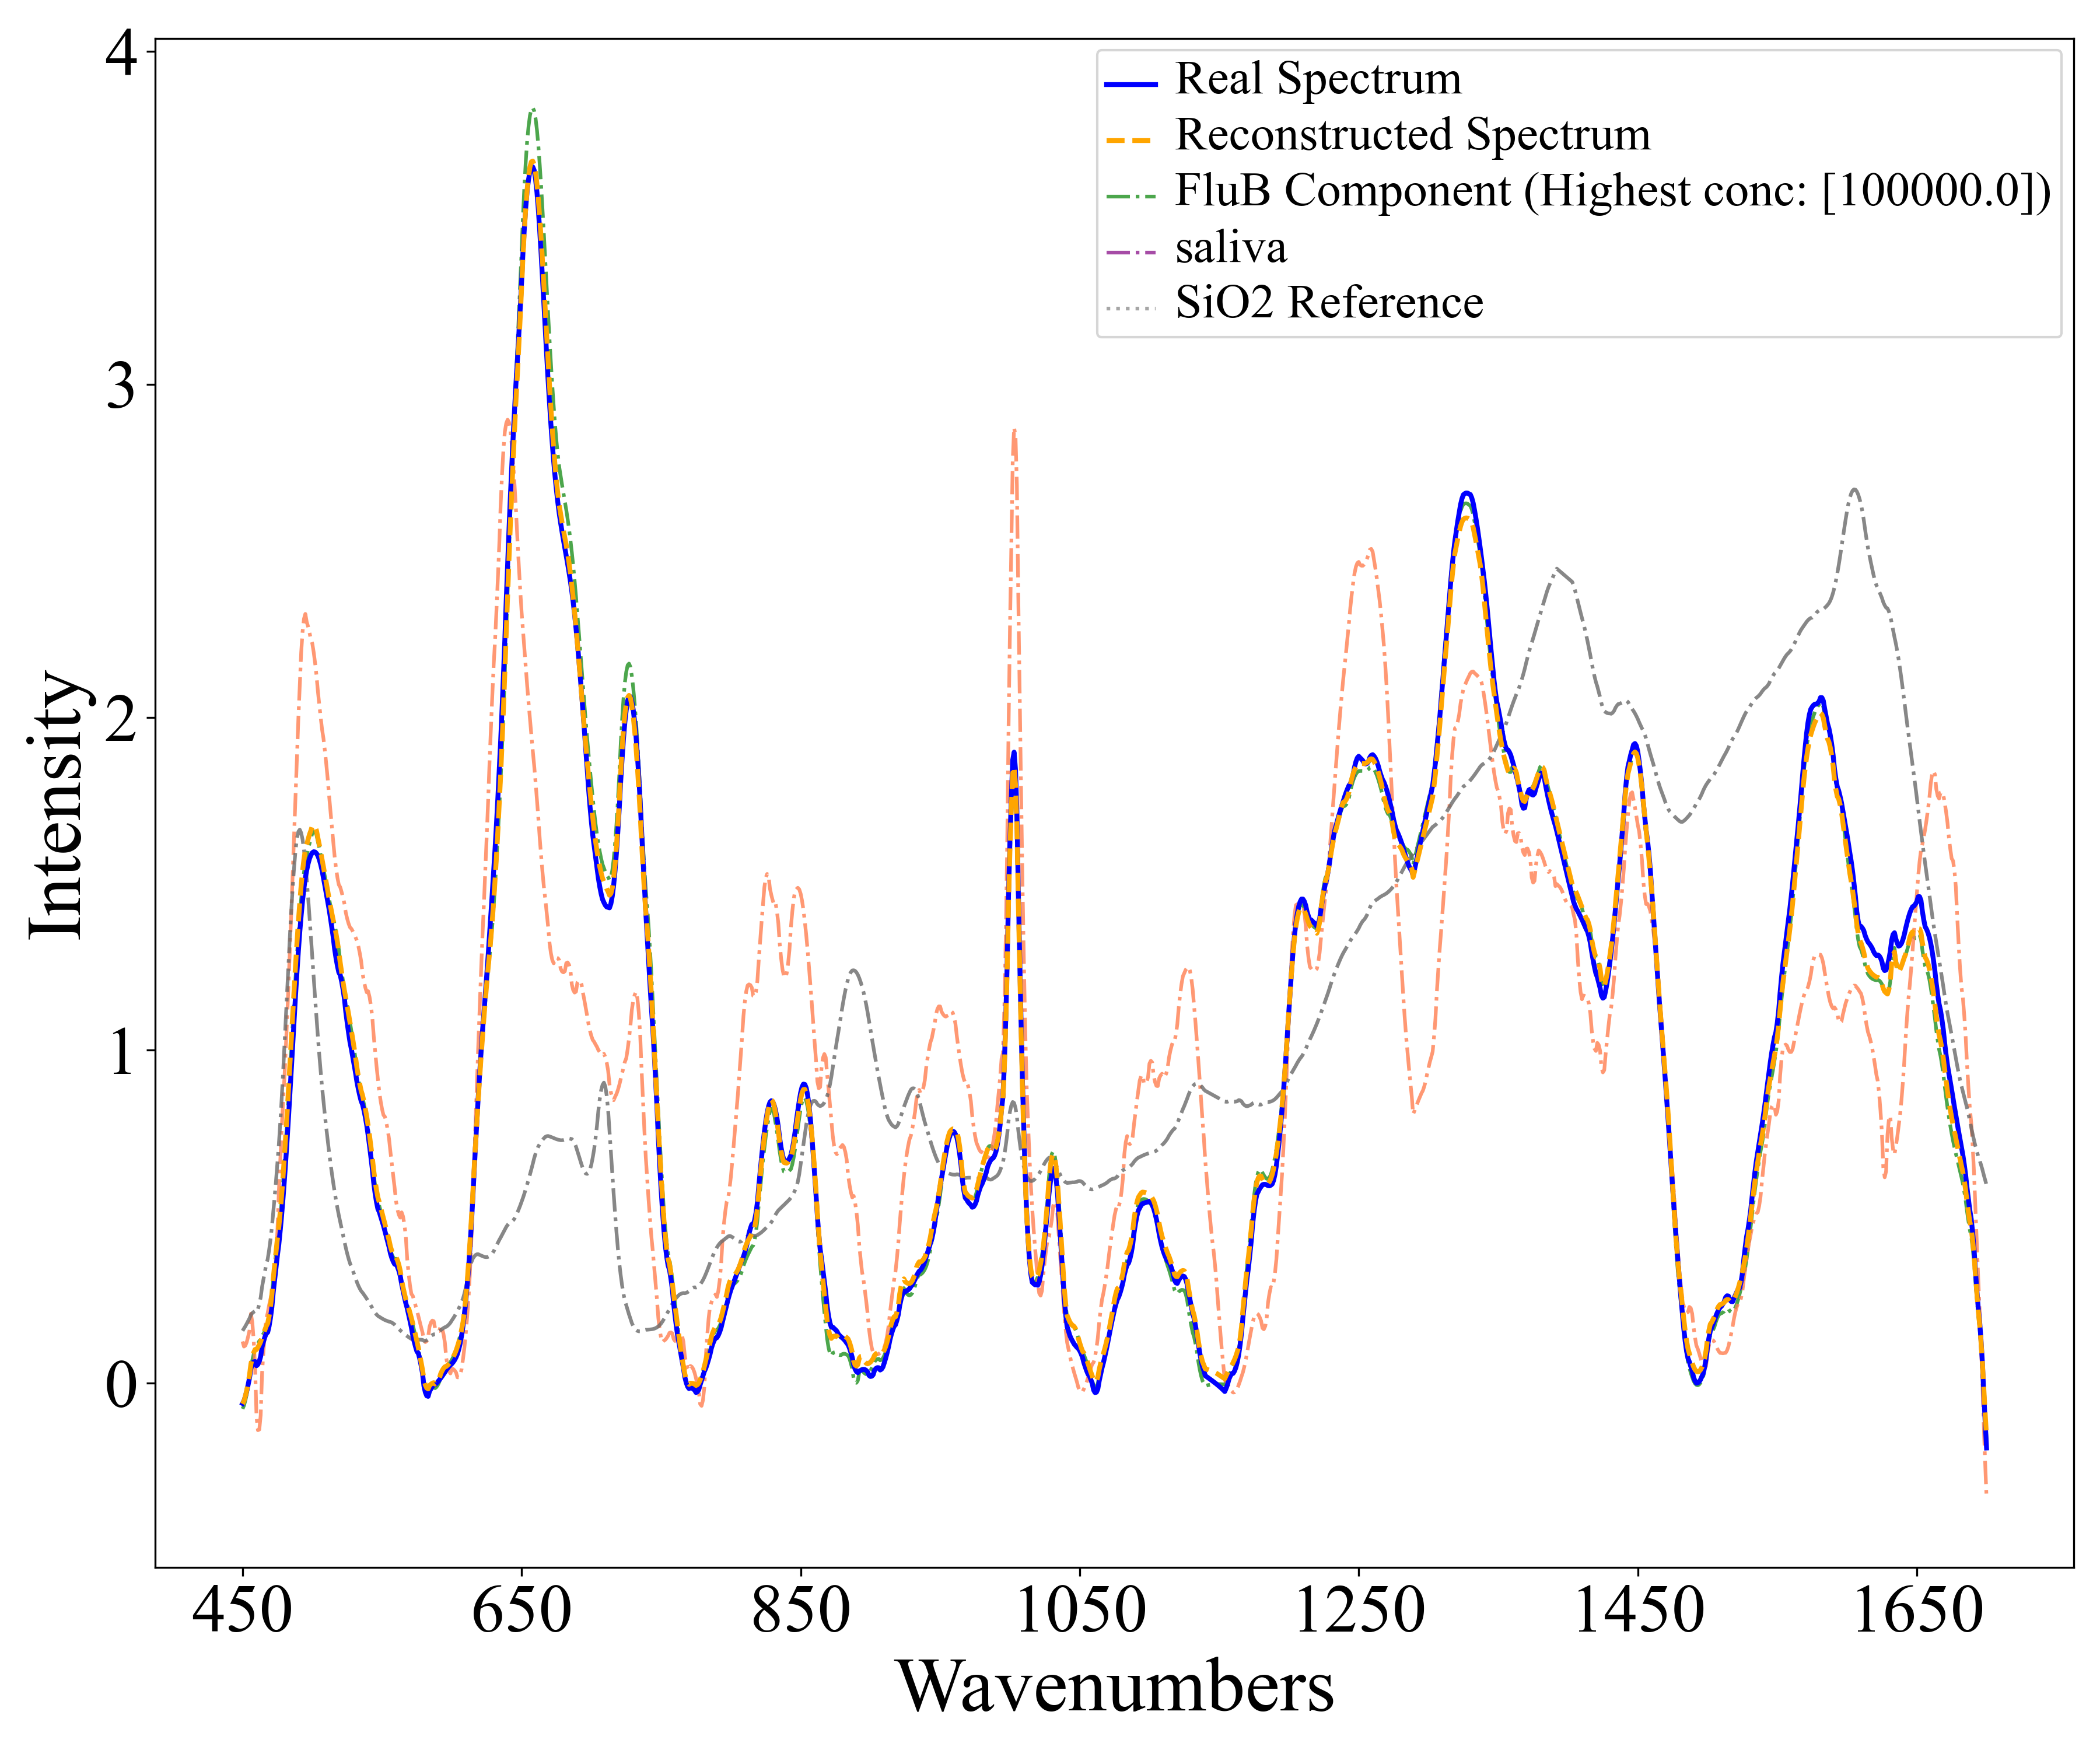 4
3
2
1
0
Intensity
Real Spectrum
Reconstructed Spectrum
FluB Component (Highest conc: [100000.0])
saliva
SiO2 Reference
450 650 850 1050 1250 1450 1650
Wavenumbers